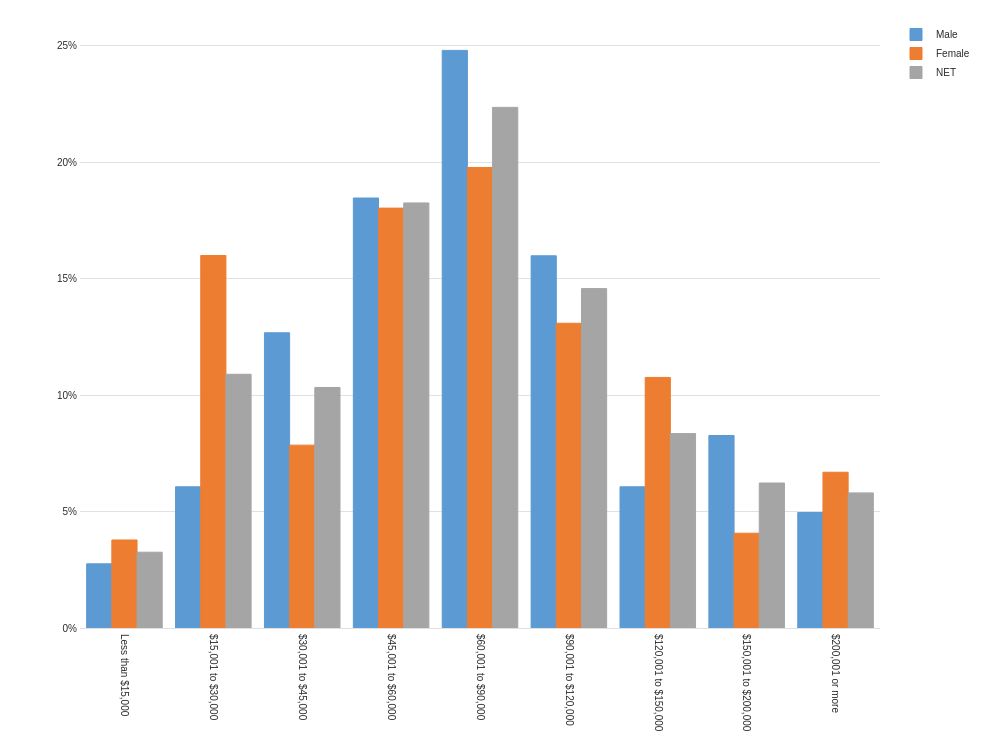 25%
20%
15%
10%
5%
0%
Less than $15,000
$15,001 to $30,000
$30,001 to $45,000
$45,001 to $60,000
$60,001 to $90,000
$90,001 to $120,000
$120,001 to $150,000
$150,001 to $200,000
$200,001 or more
Male
Female
NET